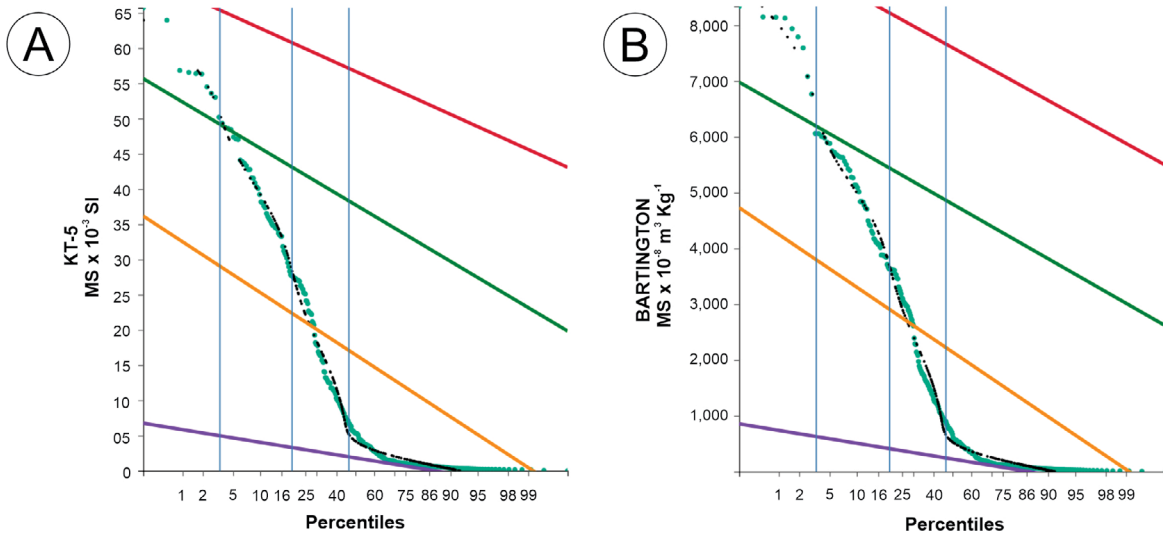 A
65
60
55
50
45
40
35
30
25
20
15
10
05
0
KT-5
MS x 10-3 SI
1 2 5 10 16 25 40 60 75 86 90 95 98 99
Percentiles
B
8,000
7,000
6,000
5,000
4,000
3,000
2,000
1,000
BARTINGTON
MS x 10-8 m3 Kg-1
1 2 5 10 16 25 40 60 75 86 90 95 98 99
Percentiles